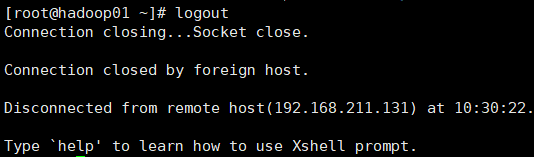 [root@hadoop01 ~]# logout
Connection closing...Socket close.
Connection closed by foreign host.
Disconnected from remote host(192.168.211.131) at 10:30:22.
Type `help' to learn how to use Xshell prompt.